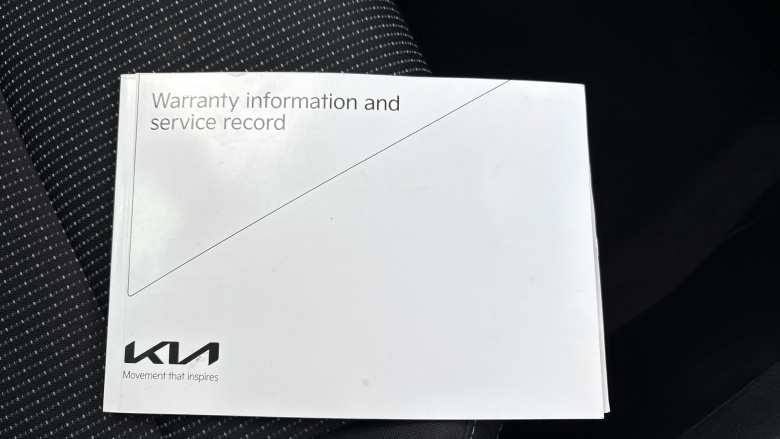 Warranty information and
service record
KIA
Movement that inspires